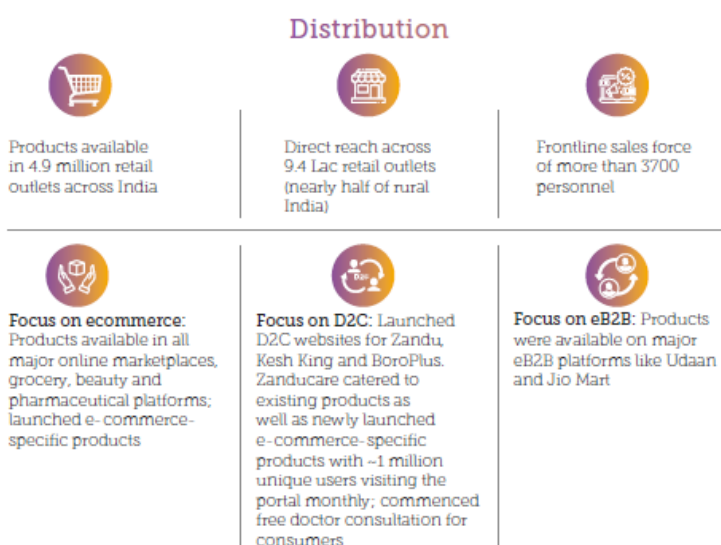 Distribution
Products available
in 4.9 million retail
outlets across India
Direct reach across
9.4 Lac retail outlets
(nearly half of rural
India)
Frontline sales force
of more than 3700
personnel
Focus on ecommerce:
Products available in all
major online marketplaces,
grocery, beauty and
pharmaceutical platforms;
launched e- commerce-
specific products
Focus on D2C: Launched
D2C websites for Zandu,
Kesh King and BoroPlus.
Zanducare catered to
existing products as
well as newly launched
e-commerce-specific
products with ~1 million
unique users visiting the
portal monthly; commenced
free doctor consultation for
consumers
Focus on eB2B: Products
were available on major
eB2B platforms like Udaan
and Jio Mart